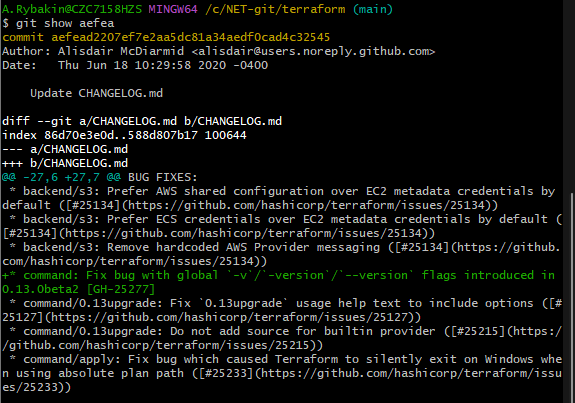 A.Rybakin@CZC7158HZS MINGW64 /c/NET-git/terraform (main)
$ git show aefea
commit aefead2207ef7e2aa5dc81a34aedf0cad4c32545
Author: Alisdair McDiarmid <alisdair@users.noreply.github.com>
Date:   Thu Jun 18 10:29:58 2020 -0400
    Update CHANGELOG.md
diff --git a/CHANGELOG.md b/CHANGELOG.md
index 86d70e3e0d..588d807b17 100644
--- a/CHANGELOG.md
+++ b/CHANGELOG.md
@@ -27,6 +27,7 @@ BUG FIXES:
 * backend/s3: Prefer AWS shared configuration over EC2 metadata credentials by
default ([#25134](https://github.com/hashicorp/terraform/issues/25134))
 * backend/s3: Prefer ECS credentials over EC2 metadata credentials by default (
[#25134](https://github.com/hashicorp/terraform/issues/25134))
 * backend/s3: Remove hardcoded AWS Provider messaging ([#25134](https://github.
com/hashicorp/terraform/issues/25134))
+* command: Fix bug with global `-v`/`-version`/`--version` flags introduced in
0.13.0beta2 [GH-25277]
 * command/0.13upgrade: Fix `0.13upgrade` usage help text to include options ([#
25127](https://github.com/hashicorp/terraform/issues/25127))
 * command/0.13upgrade: Do not add source for builtin provider ([#25215](https:/
/github.com/hashicorp/terraform/issues/25215))
 * command/apply: Fix bug which caused Terraform to silently exit on Windows whe
n using absolute plan path ([#25233](https://github.com/hashicorp/terraform/issu
es/25233))